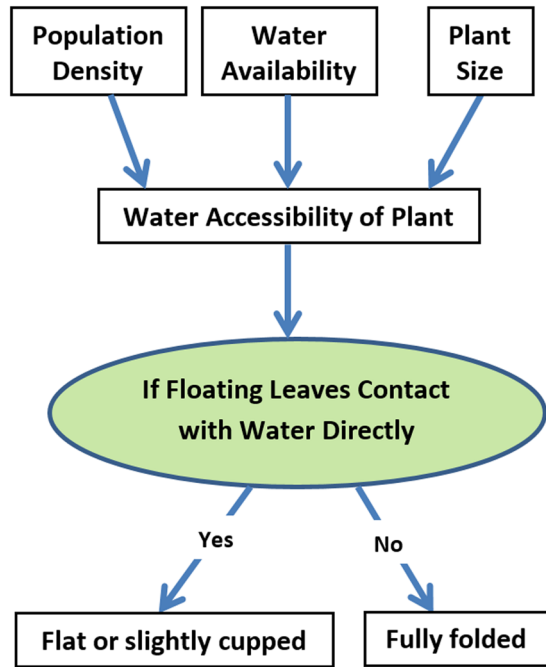 Population
Density
Water
Availability
Plant
Size
Water Accessibility of Plant
If Floating Leaves Contact
with Water Directly
Yes
No
Flat or slightly cupped
Fully folded